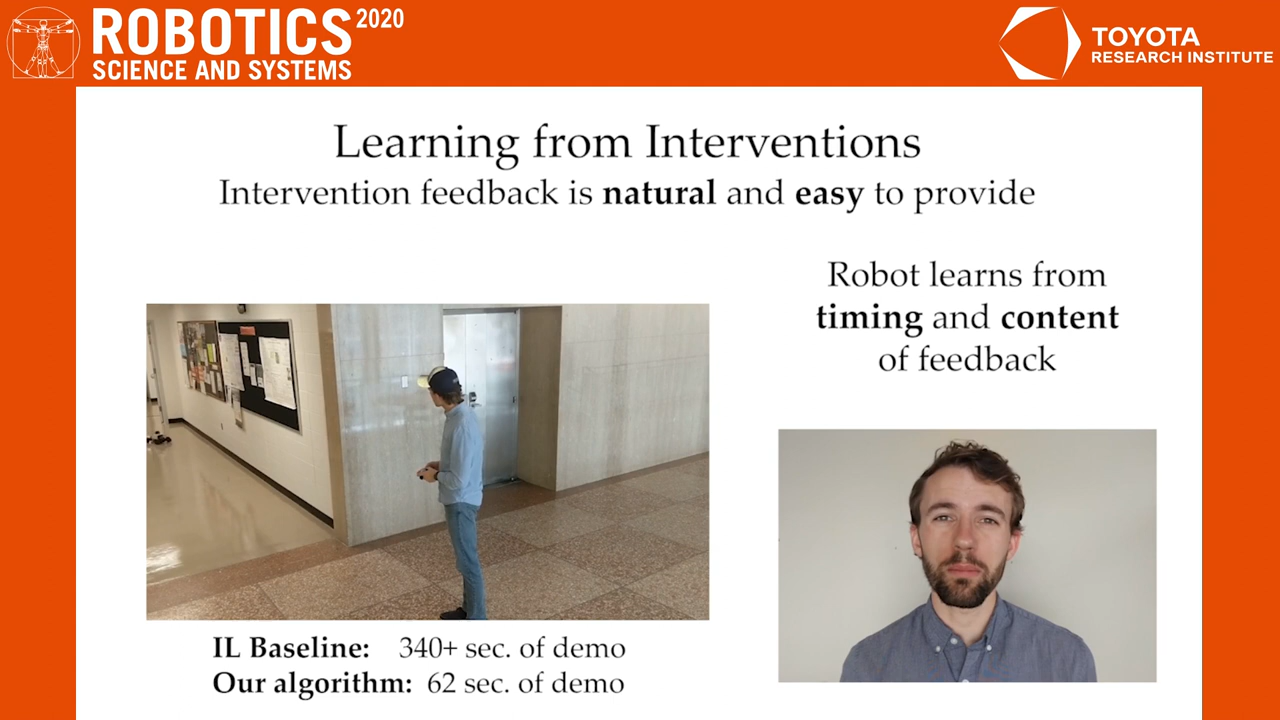 ROBOTICS 2020
SCIENCE AND SYSTEMS
TOYOTA
RESEARCH INSTITUTE
Learning from Interventions
Intervention feedback is natural and easy to provide
Robot learns from
timing and content
of feedback
IL Baseline: 340+ sec. of demo
Our algorithm: 62 sec. of demo